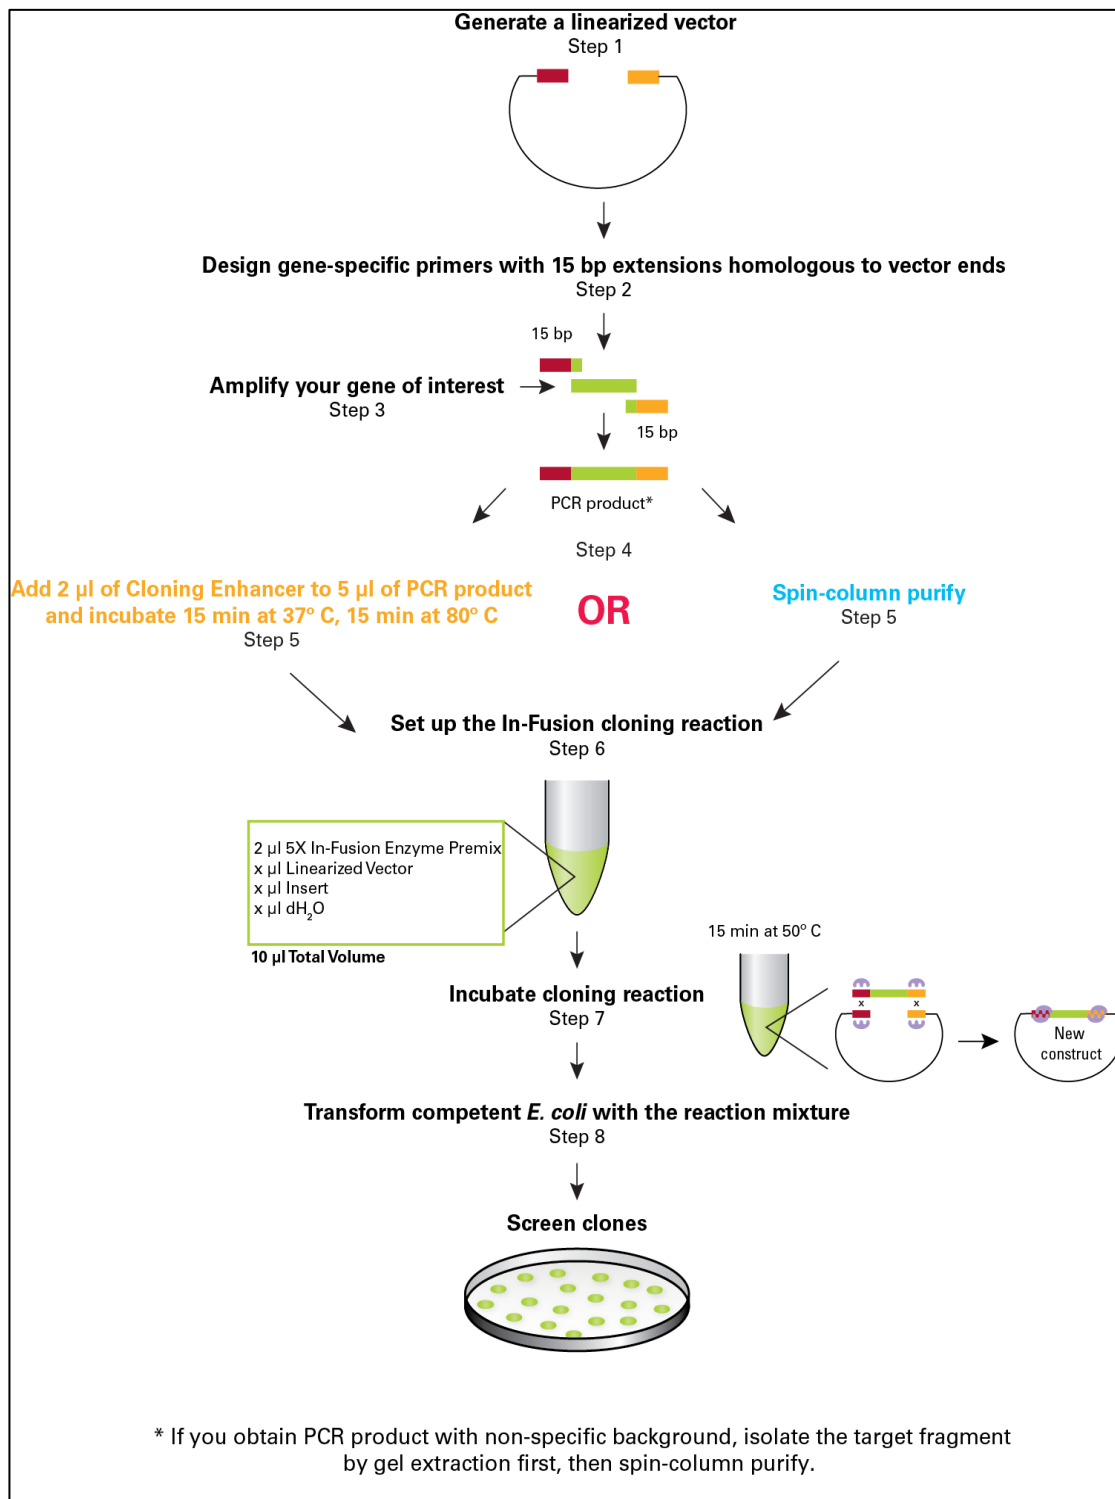 Generate a linearized vector
Step 1
Design gene-specific primers with 15 bp extensions homologous to vector ends
Step 2
15 bp
Amplify your gene of interest
Step 3
15 bp
PCR product*
Step 4
Add 2 µl of Cloning Enhancer to 5 µl of PCR product
and incubate 15 min at 37º C, 15 min at 80º C
Step 5
OR
Spin-column purify
Step 5
Set up the In-Fusion cloning reaction
Step 6
2 µl 5X In-Fusion Enzyme Premix
x µl Linearized Vector
x µl Insert
x µl dH₂O
10 µl Total Volume
15 min at 50º C
Incubate cloning reaction
Step 7
x x
New
construct
Transform competent E. coli with the reaction mixture
Step 8
Screen clones
* If you obtain PCR product with non-specific background, isolate the target fragment
by gel extraction first, then spin-column purify.